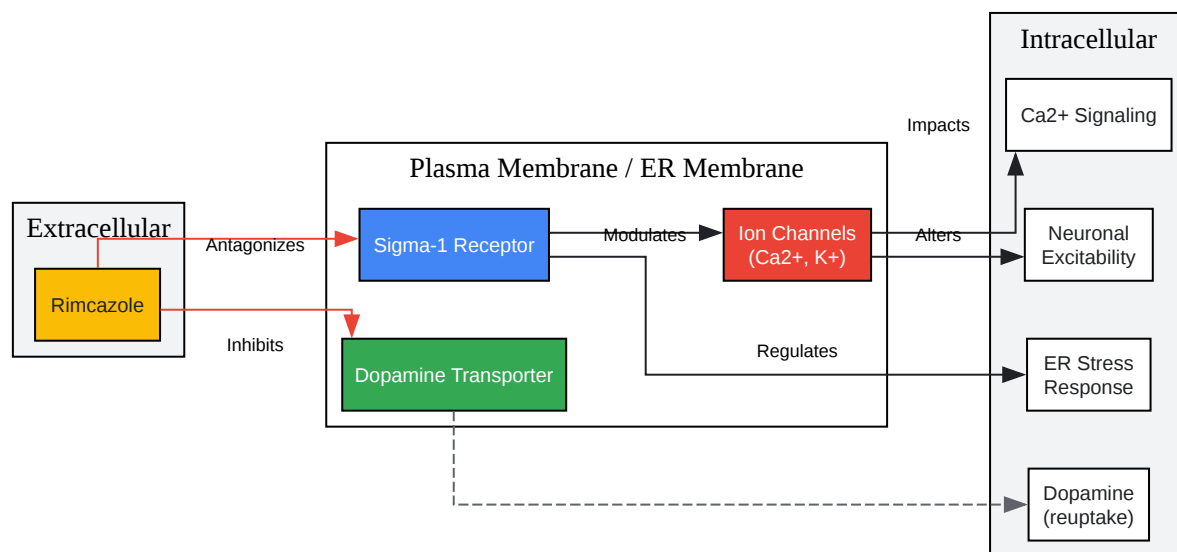 Intracellular
Ca2+ Signaling
Impacts
Plasma Membrane / ER Membrane
Extracellular
Antagonizes
Sigma-1 Receptor
Modulates
Ion Channels
(Ca2+, K+)
Alters
Neuronal
Excitability
Rimcazole
Inhibits
Dopamine Transporter
Regulates
ER Stress
Response
Dopamine
(reuptake)